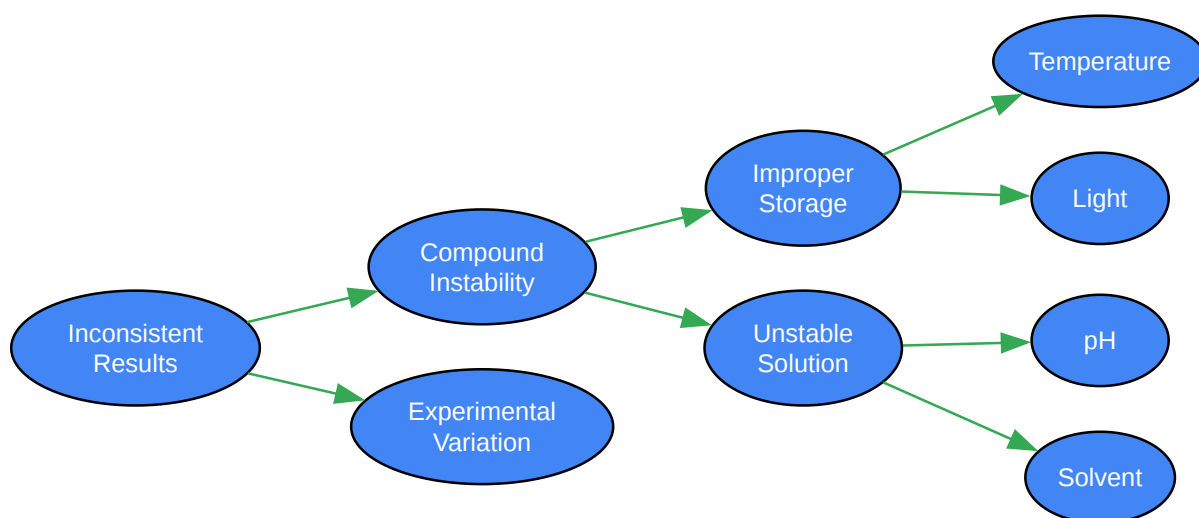 Temperature
Improper
Storage
Light
Compound
Instability
Inconsistent
Results
Unstable
Solution
pH
Experimental
Variation
Solvent